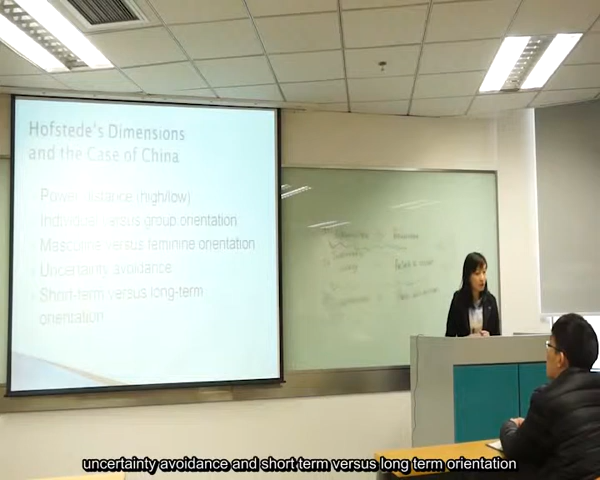 Hofstede's Dimensions
and the Case of China
Power distance (high/low)
Individual versus group orientation
Masculine versus feminine orientation
Uncertainty avoidance
Short-term versus long-term
orientation
uncertainty avoidance and short term versus long term orientation